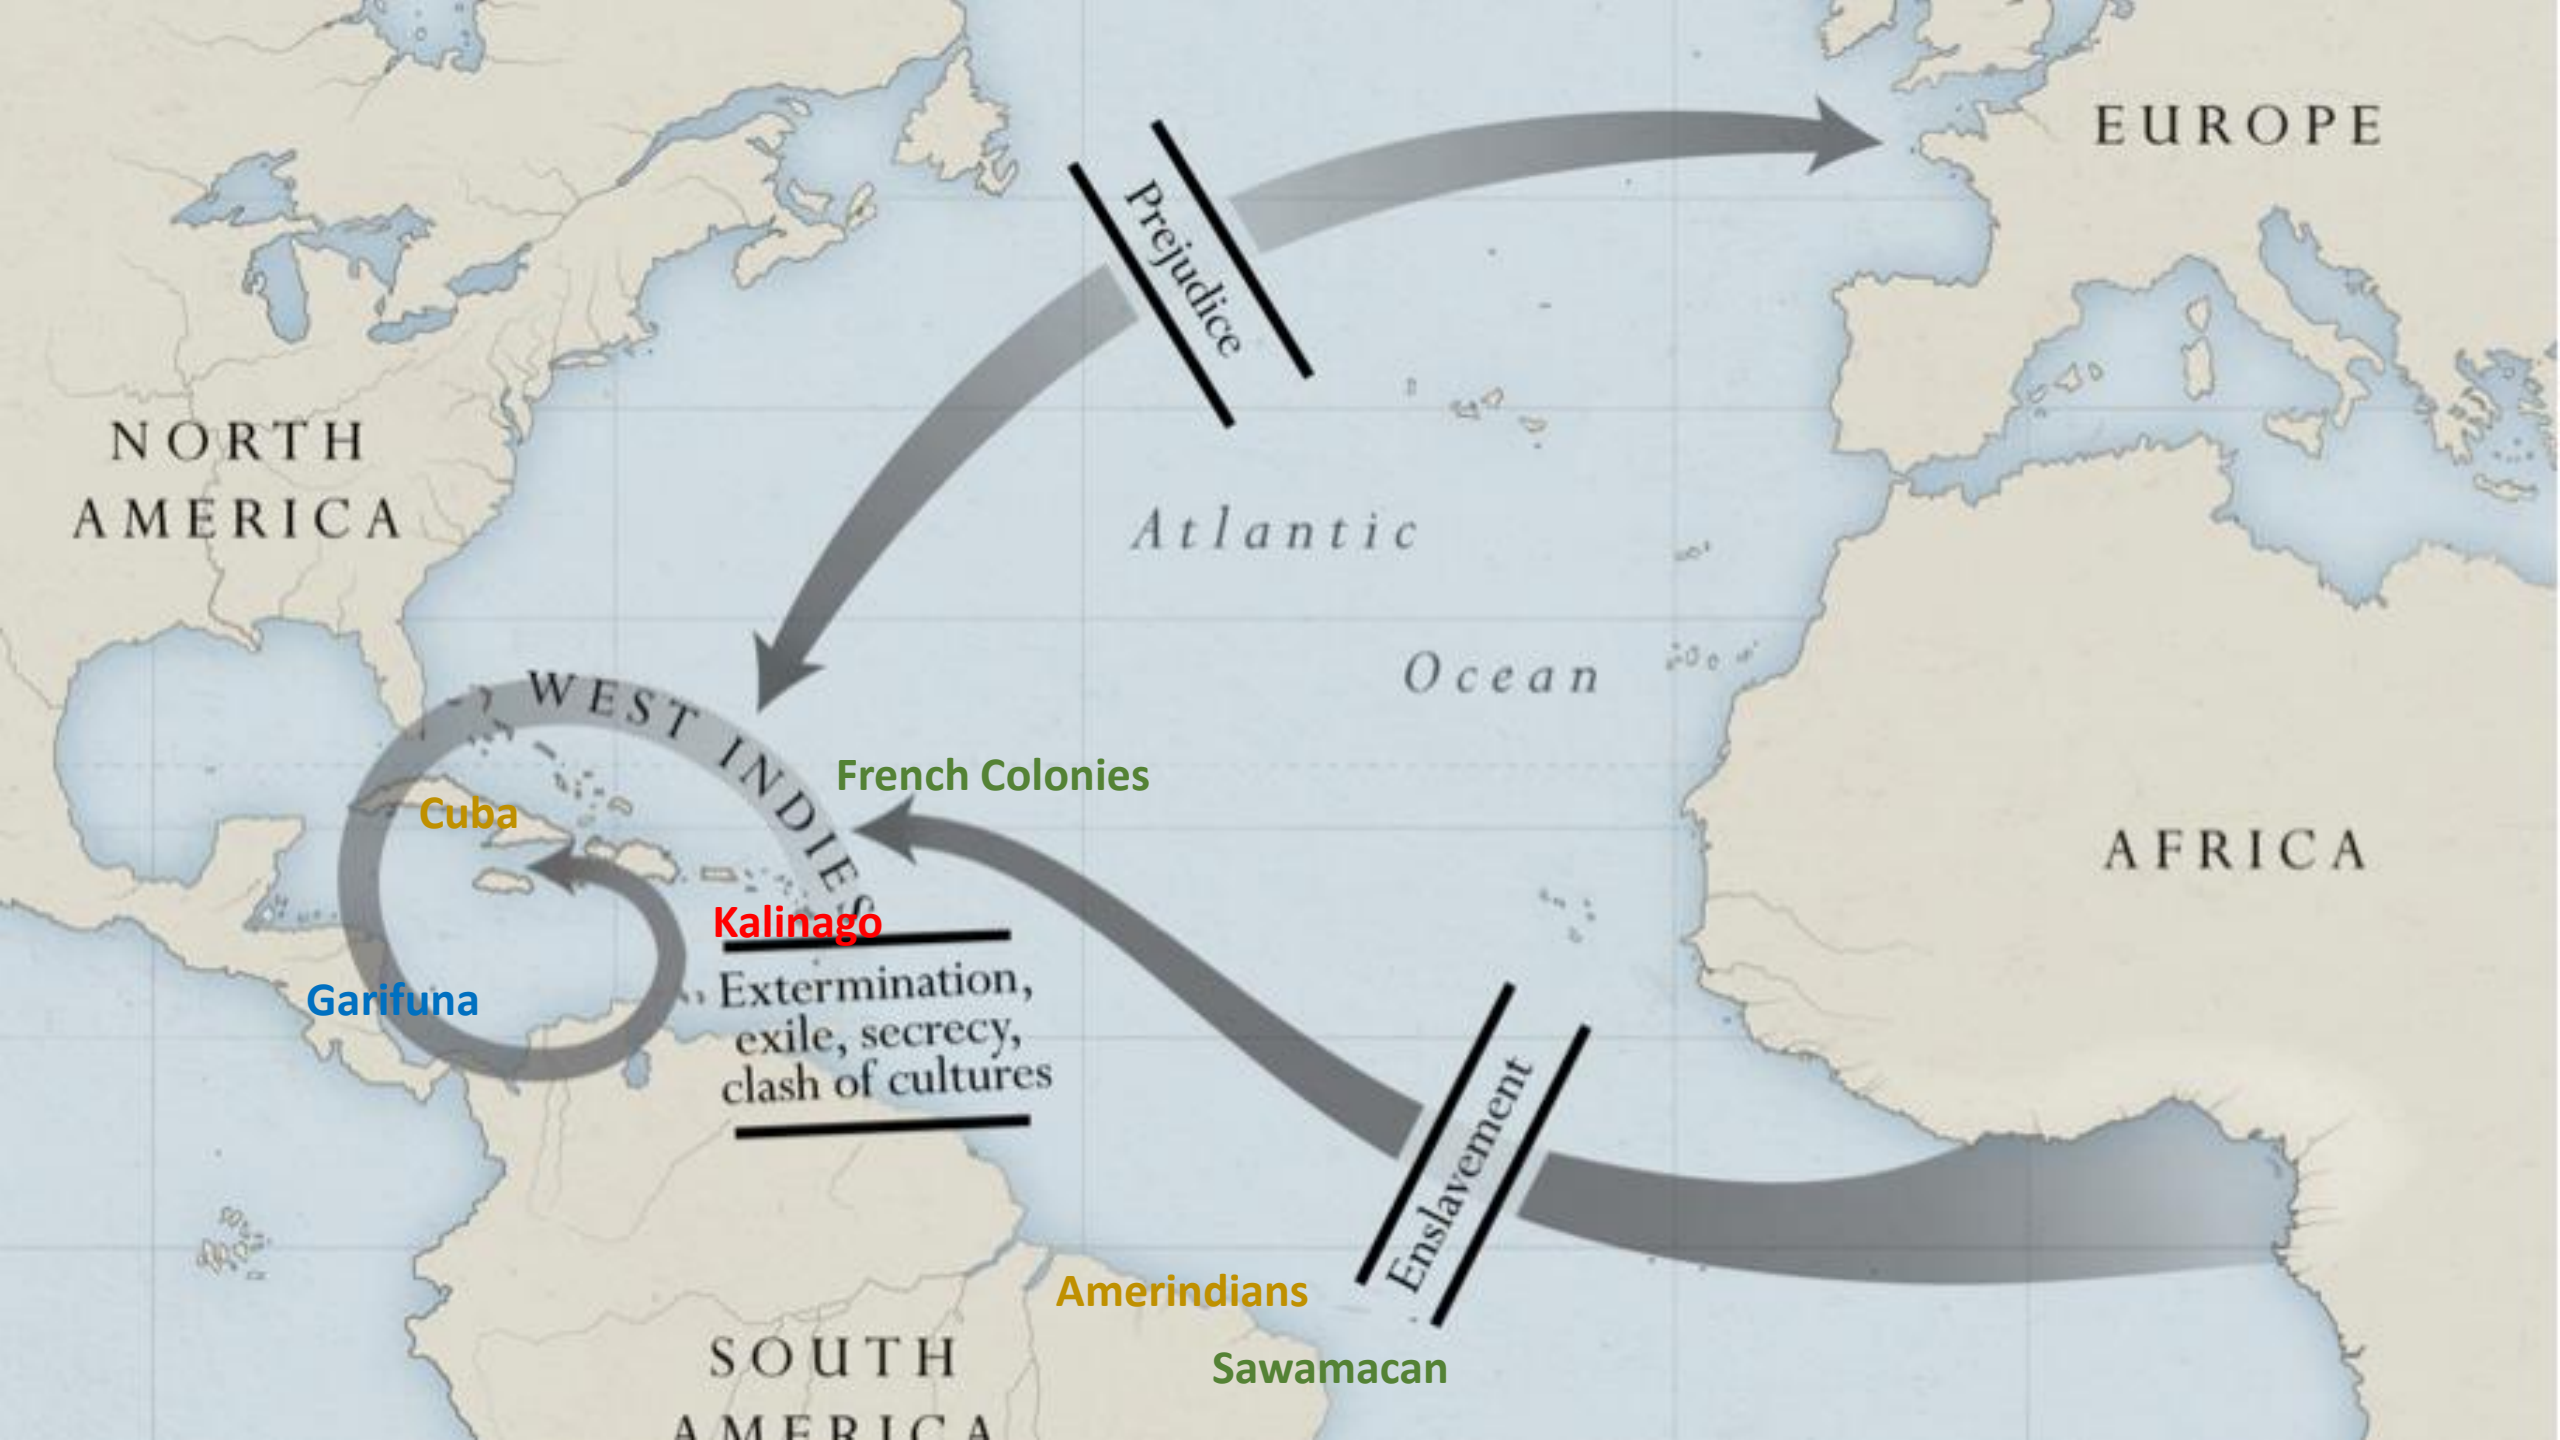 EUROPE
Prejudice
NORTH
AMERICA
Atlantic
Ocean
WEST INDIES
French Colonies
Cuba
AFRICA
Kalinago
Garifuna
Extermination,
exile, secrecy,
clash of cultures
Enslavement
Amerindians
SOUTH
AMERICA
Sawamacan